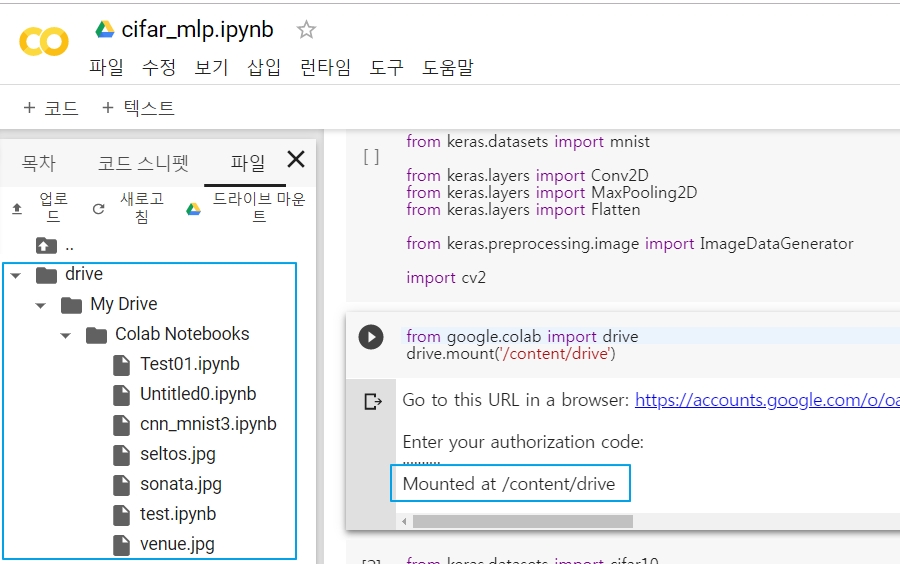 cifar_mlp.ipynb
파일 수정 보기 삽입 런타임 도구 도움말
+ 코드 + 텍스트
목차 코드 스니펫 파일
업로드 새로고침 드라이브 마운트
..
drive
My Drive
Colab Notebooks
Test01.ipynb
Untitled0.ipynb
cnn_mnist3.ipynb
seltos.jpg
sonata.jpg
test.ipynb
venue.jpg
[ ]
from keras.datasets import mnist
from keras.layers import Conv2D
from keras.layers import MaxPooling2D
from keras.layers import Flatten
from keras.preprocessing.image import ImageDataGenerator
import cv2
from google.colab import drive
drive.mount('/content/drive')
Go to this URL in a browser: https://accounts.google.com/o/oa
Enter your authorization code:
··········
Mounted at /content/drive
from keras.datasets import cifar10